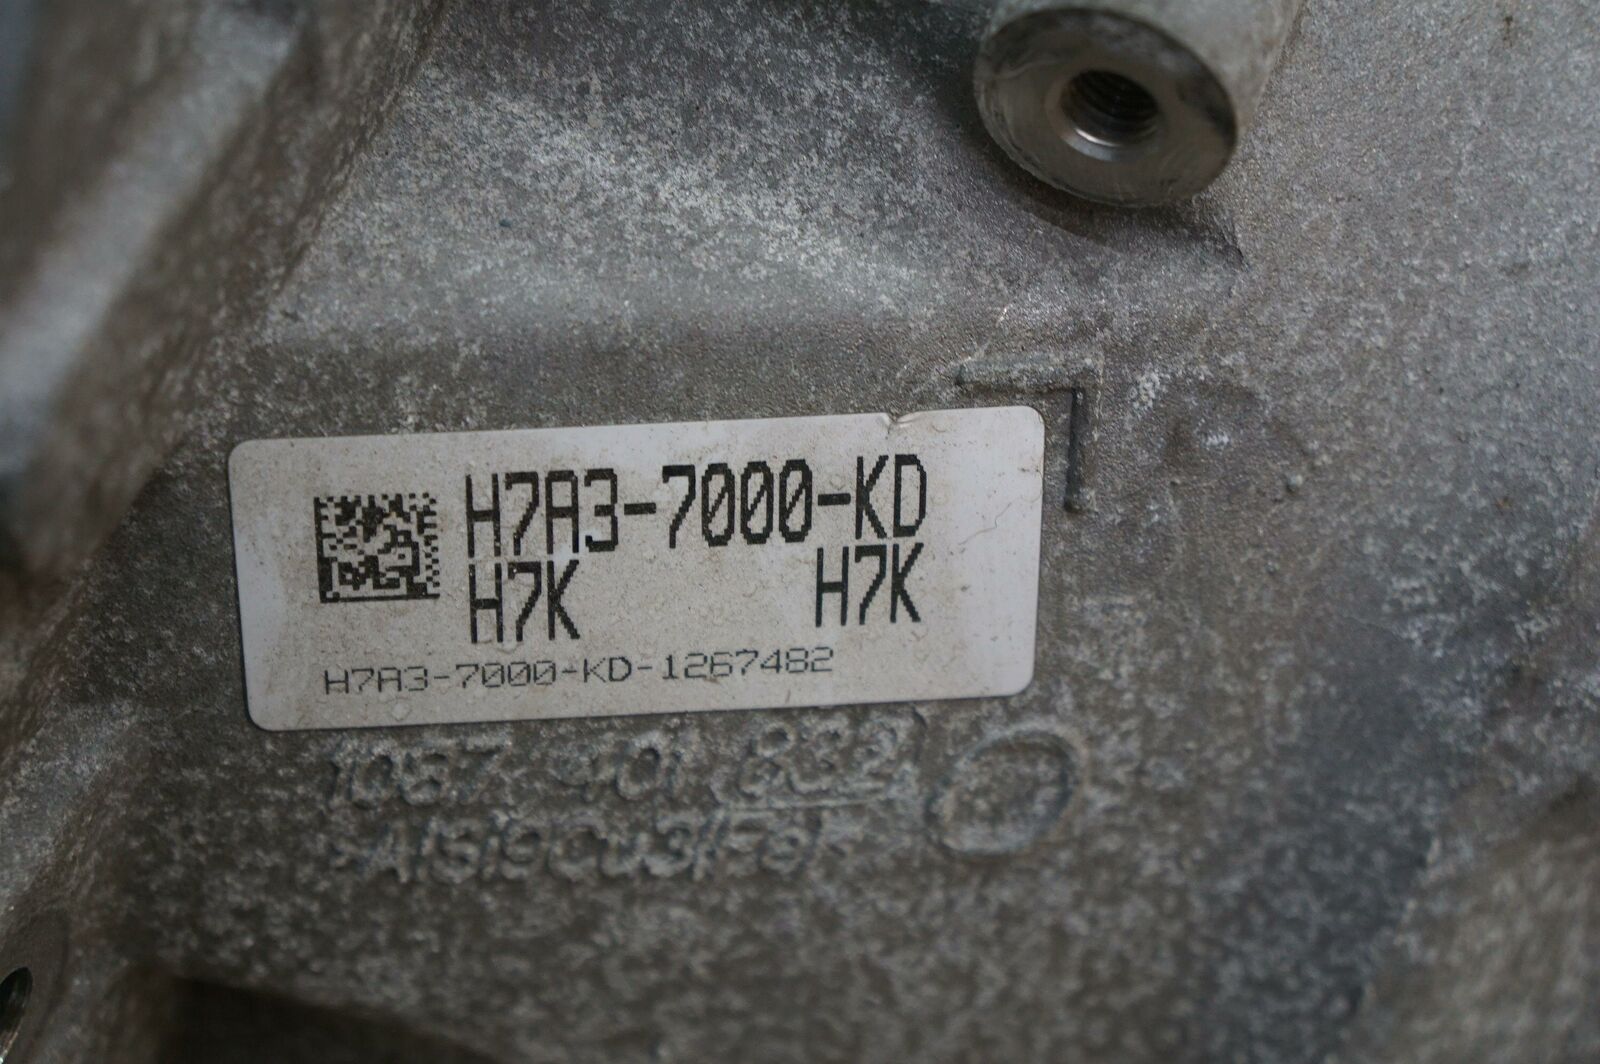 H7A3-7000-KD
H7K H7K
H7A3-7000-KD-1267482
1087 401 832
>AlSi9Cu3(Fe)<